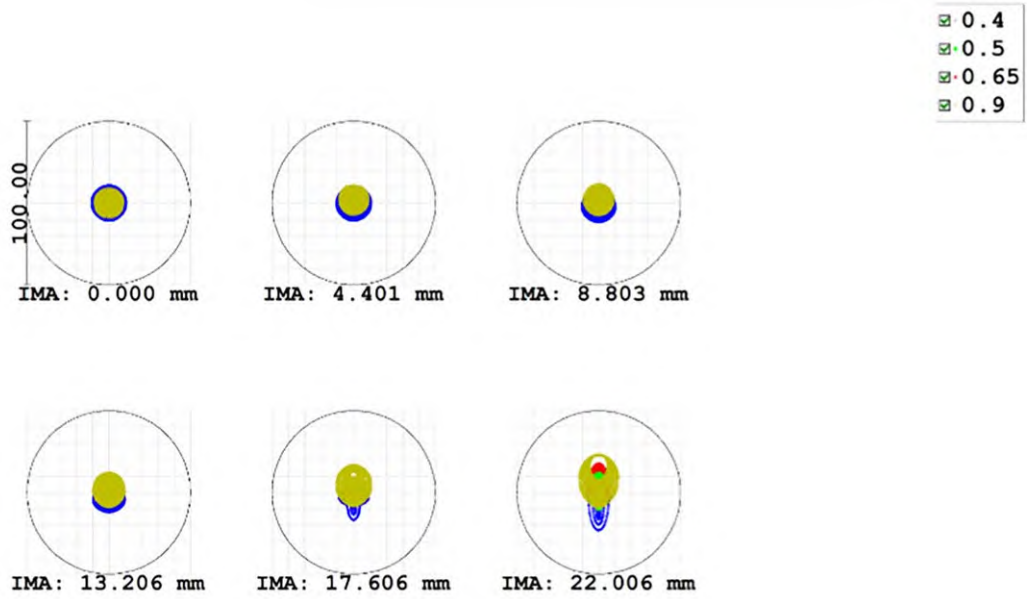 0.4
0.5
0.65
0.9
100.00
IMA: 0.000 mm
IMA: 4.401 mm
IMA: 8.803 mm
IMA: 13.206 mm
IMA: 17.606 mm
IMA: 22.006 mm